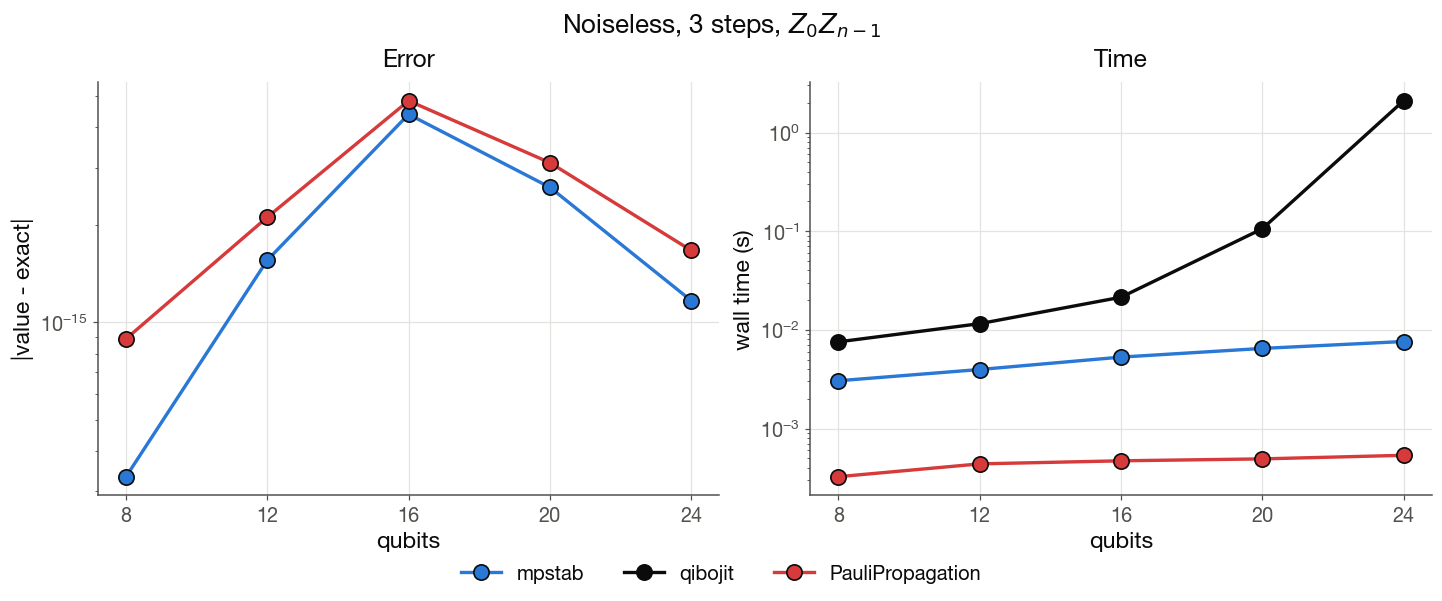 Noiseless, 3 steps, $Z_0Z_{n-1}$
Error
|value - exact|
10⁻¹⁵
8 12 16 20 24
qubits
Time
wall time (s)
10⁰
10⁻¹
10⁻²
10⁻³
8 12 16 20 24
qubits
mpstab qibojit PauliPropagation